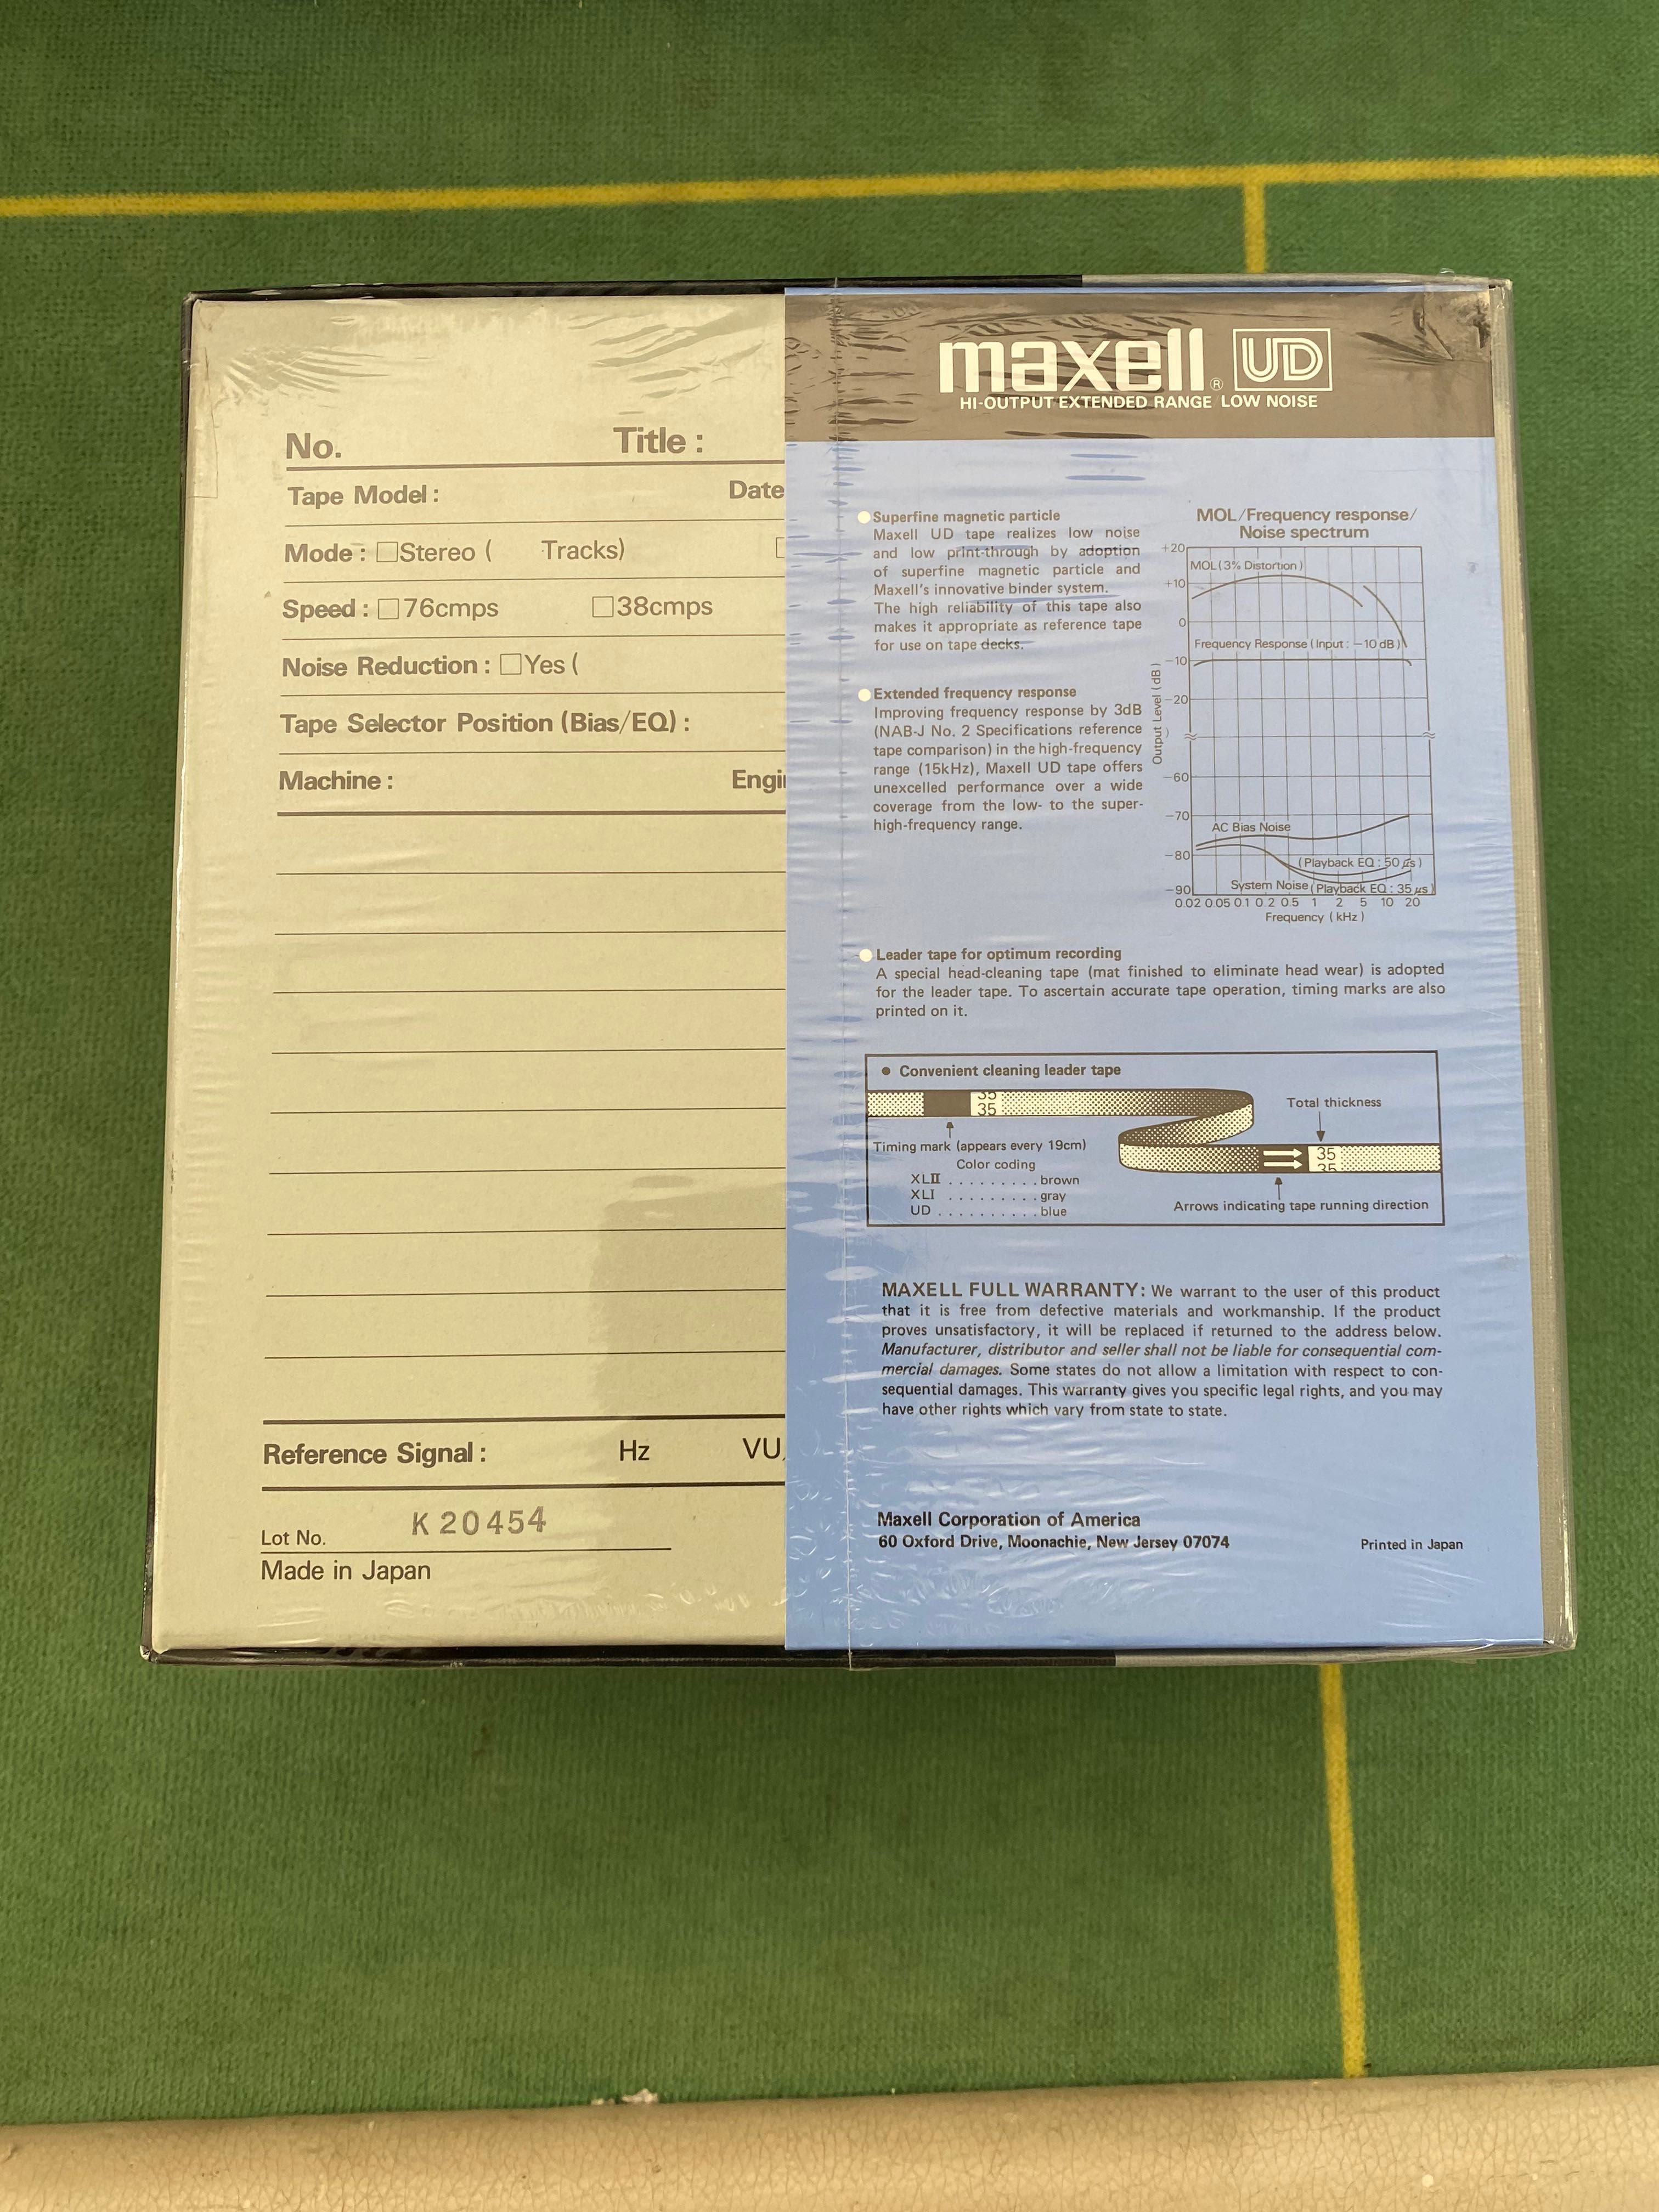 No. Title :
Tape Model : Date
Mode : Stereo ( Tracks)
Speed : 76cmps 38cmps
Noise Reduction : Yes (
Tape Selector Position (Bias/EQ) :
Machine : Engi
Reference Signal : Hz VU
Lot No. K20454
Made in Japan
maxell® UD
HI-OUTPUT EXTENDED RANGE LOW NOISE
Superfine magnetic particle
Maxell UD tape realizes low noise
and low print-through by adoption
of superfine magnetic particle and
Maxell's innovative binder system.
The high reliability of this tape also
makes it appropriate as reference tape
for use on tape decks.
Extended frequency response
Improving frequency response by 3dB
(NAB-J No. 2 Specifications reference
tape comparison) in the high-frequency
range (15kHz), Maxell UD tape offers
unexcelled performance over a wide
coverage from the low- to the super-
high-frequency range.
MOL/Frequency response/
Noise spectrum
+20
MOL (3% Distortion)
+10
0
Frequency Response (Input : −10 dB)
−10
−20
Output Level (dB)
−60
−70
AC Bias Noise
−80
(Playback EQ : 50 μs)
System Noise (Playback EQ : 35 μs)
−90
0.02 0.05 0.1 0.2 0.5 1 2 5 10 20
Frequency (kHz)
Leader tape for optimum recording
A special head-cleaning tape (mat finished to eliminate head wear) is adopted
for the leader tape. To ascertain accurate tape operation, timing marks are also
printed on it.
● Convenient cleaning leader tape
35
35
Total thickness
Timing mark (appears every 19cm)
35
35
Color coding
XLII . . . . . . . . . brown
XLI . . . . . . . . . gray
UD . . . . . . . . . . blue
Arrows indicating tape running direction
MAXELL FULL WARRANTY: We warrant to the user of this product
that it is free from defective materials and workmanship. If the product
proves unsatisfactory, it will be replaced if returned to the address below.
Manufacturer, distributor and seller shall not be liable for consequential com-
mercial damages. Some states do not allow a limitation with respect to con-
sequential damages. This warranty gives you specific legal rights, and you may
have other rights which vary from state to state.
Maxell Corporation of America
60 Oxford Drive, Moonachie, New Jersey 07074
Printed in Japan